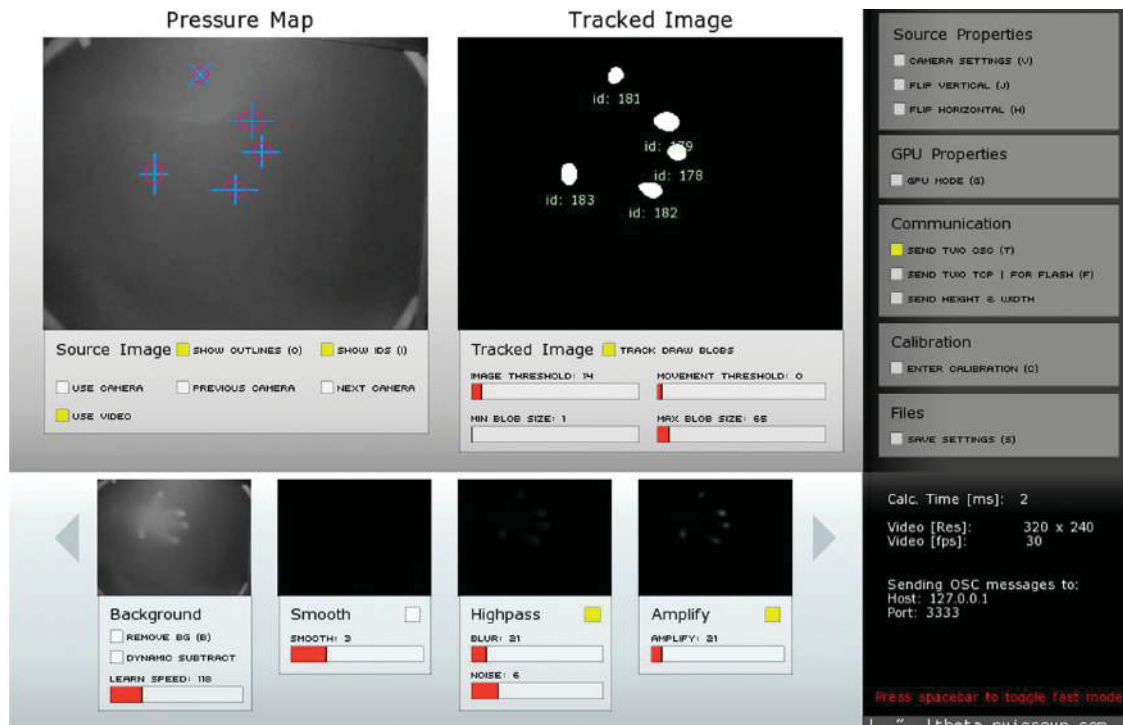 Pressure Map
Tracked Image
id: 181
id: 179
id: 178
id: 183
id: 182
Source Image
SHOW OUTLINES (O)
SHOW IDS (I)
USE CAMERA
PREVIOUS CAMERA
NEXT CAMERA
USE VIDEO
Tracked Image
TRACK DRAW BLOBS
IMAGE THRESHOLD: 14
MOVEMENT THRESHOLD: 0
MIN BLOB SIZE: 1
MAX BLOB SIZE: 65
Source Properties
CAMERA SETTINGS (V)
FLIP VERTICAL (J)
FLIP HORIZONTAL (H)
GPU Properties
GPU MODE (G)
Communication
SEND TUIO OSC (T)
SEND TUIO TCP | FOR FLASH (F)
SEND HEIGHT & WIDTH
Calibration
ENTER CALIBRATION (C)
Files
SAVE SETTINGS (S)
Background
REMOVE BG (B)
DYNAMIC SUBTRACT
LEARN SPEED: 118
Smooth
SMOOTH: 3
Highpass
BLUR: 21
NOISE: 6
Amplify
AMPLIFY: 21
Calc. Time [ms]: 2
Video [Res]: 320 x 240
Video [fps]: 30
Sending OSC messages to:
Host: 127.0.0.1
Port: 3333
Press spacebar to toggle fast mode